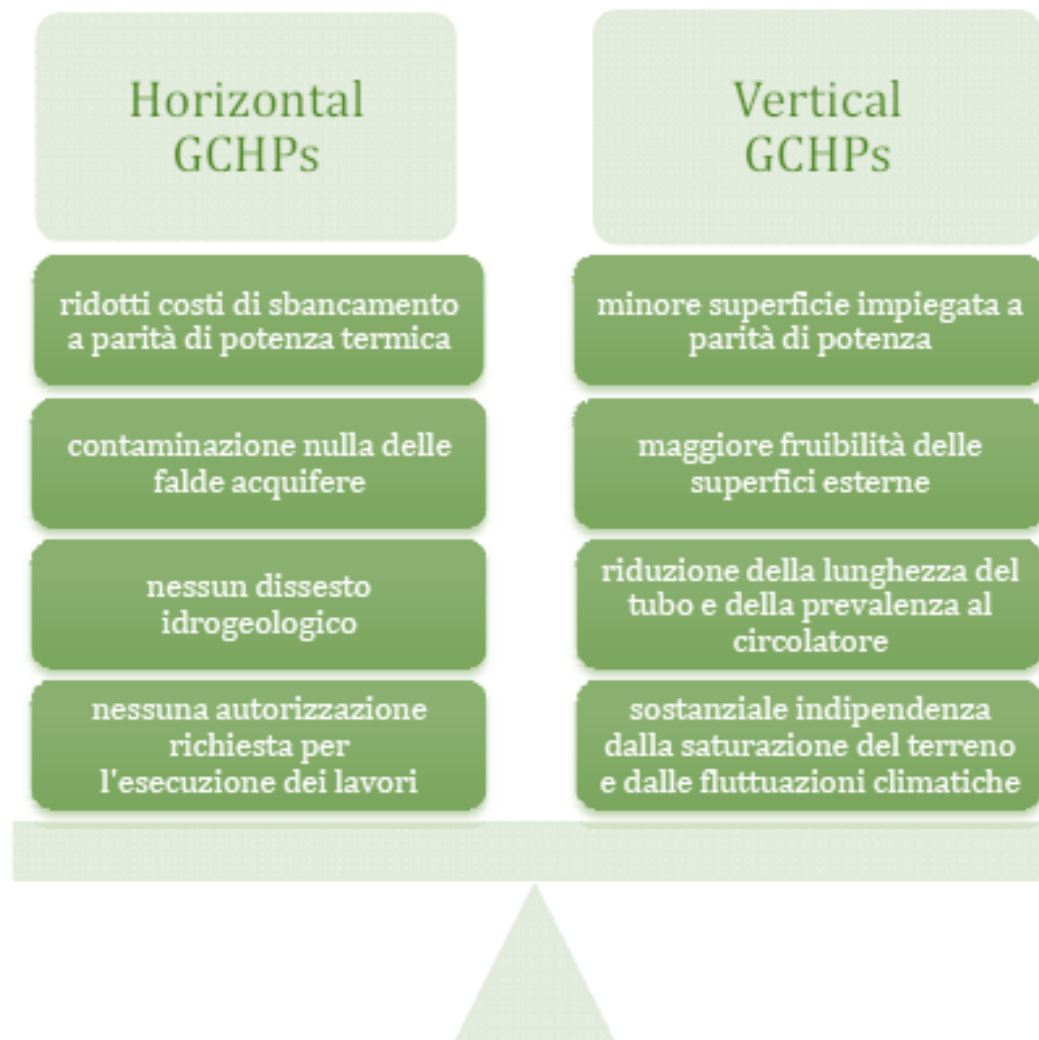 Horizontal
GCHPs
ridotti costi di sbancamento
a parità di potenza termica
contaminazione nulla delle
falde acquifere
nessun dissesto
idrogeologico
nessuna autorizzazione
richiesta per
l'esecuzione dei lavori
Vertical
GCHPs
minore superficie impiegata a
parità di potenza
maggiore fruibilità delle
superfici esterne
riduzione della lunghezza del
tubo e della prevalenza al
circolatore
sostanziale indipendenza
dalla saturazione del terreno
e dalle fluttuazioni climatiche